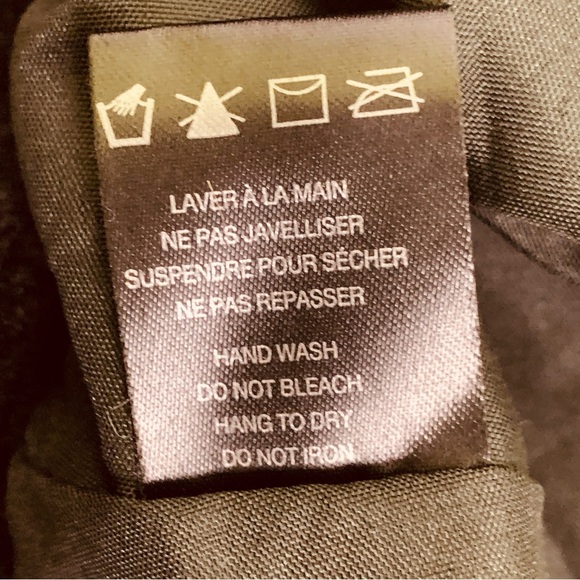 LAVER À LA MAIN
NE PAS JAVELLISER
SUSPENDRE POUR SÉCHER
NE PAS REPASSER
HAND WASH
DO NOT BLEACH
HANG TO DRY
DO NOT IRON